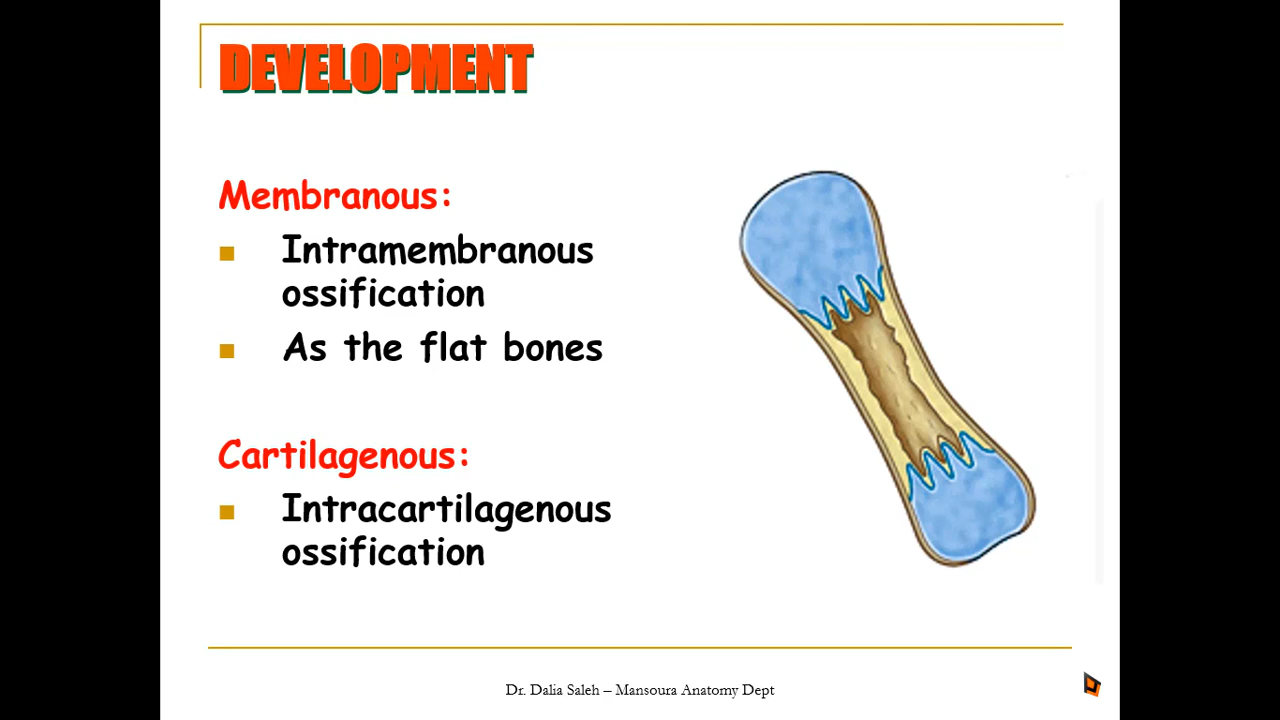 DEVELOPMENT
Membranous:
Intramembranous
ossification
As the flat bones
Cartilagenous:
Intracartilagenous
ossification
Dr. Dalia Saleh – Mansoura Anatomy Dept